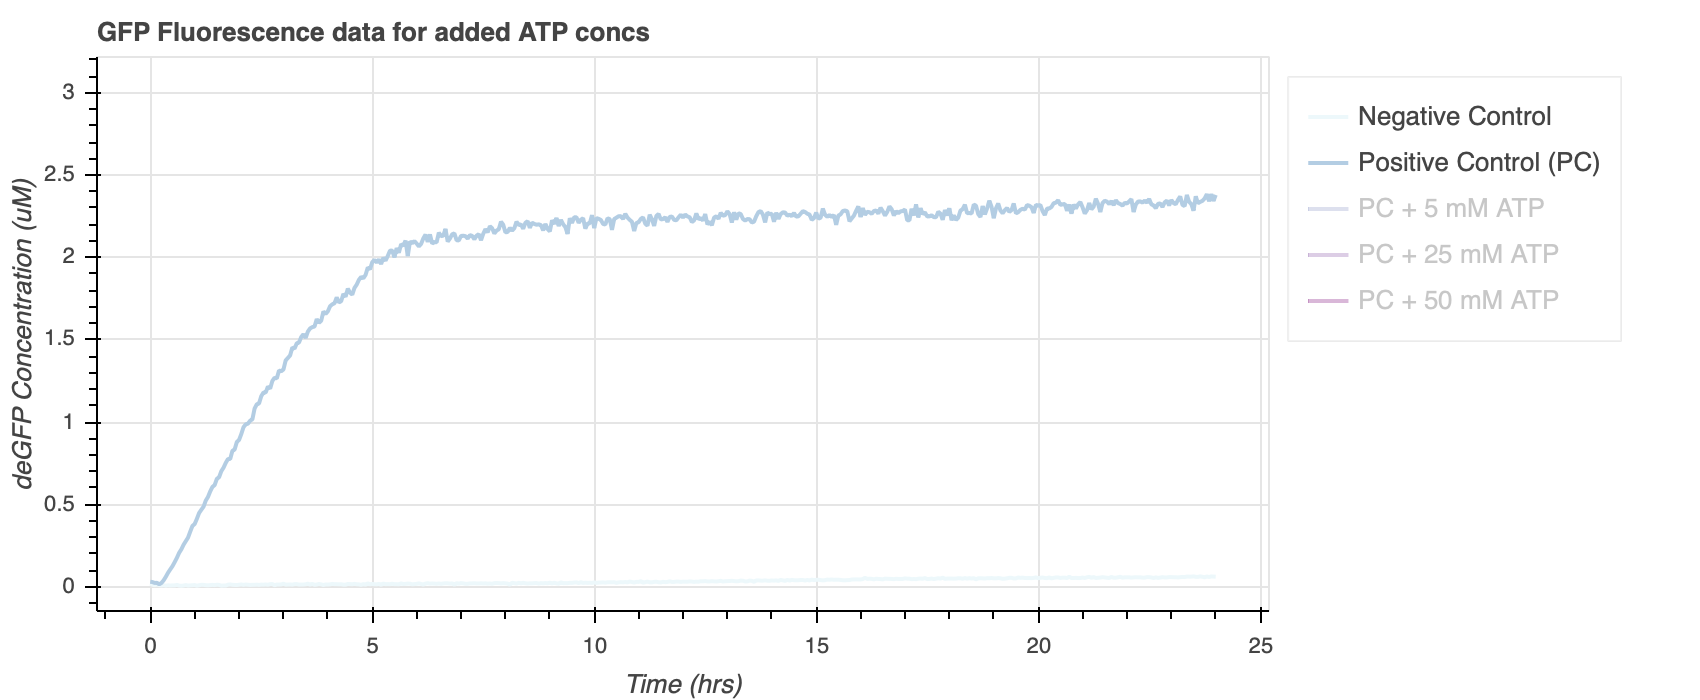 GFP Fluorescence data for added ATP concs
deGFP Concentration (uM)
3
2.5
2
1.5
1
0.5
0
0
5
10
15
20
25
Time (hrs)
Negative Control
Positive Control (PC)
PC + 5 mM ATP
PC + 25 mM ATP
PC + 50 mM ATP